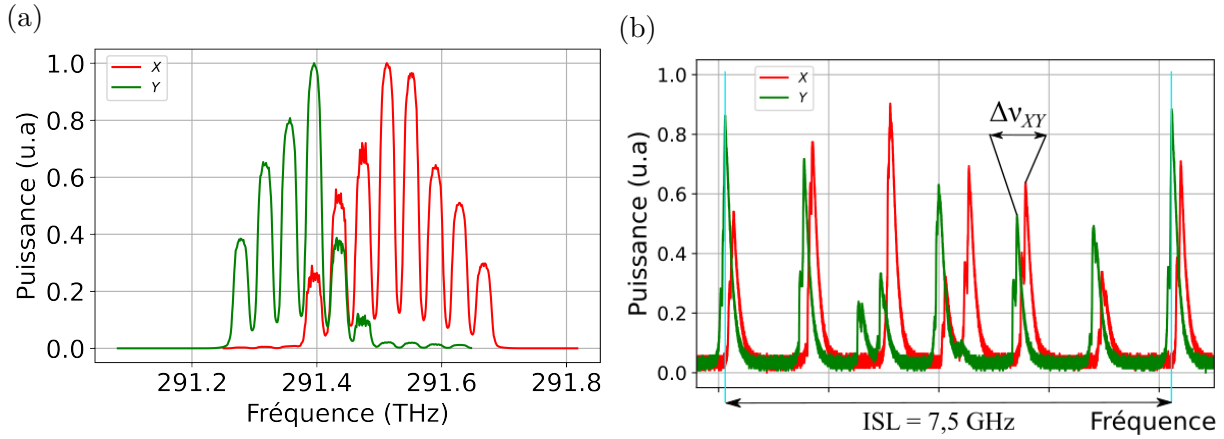 (a)
X
Y
1.0
0.8
0.6
0.4
0.2
0.0
Puissance (u.a)
291.2
291.4
291.6
291.8
Fréquence (THz)
(b)
X
Y
1.0
0.8
0.6
0.4
0.2
0.0
Puissance (u.a)
Δν_XY
ISL = 7,5 GHz
Fréquence